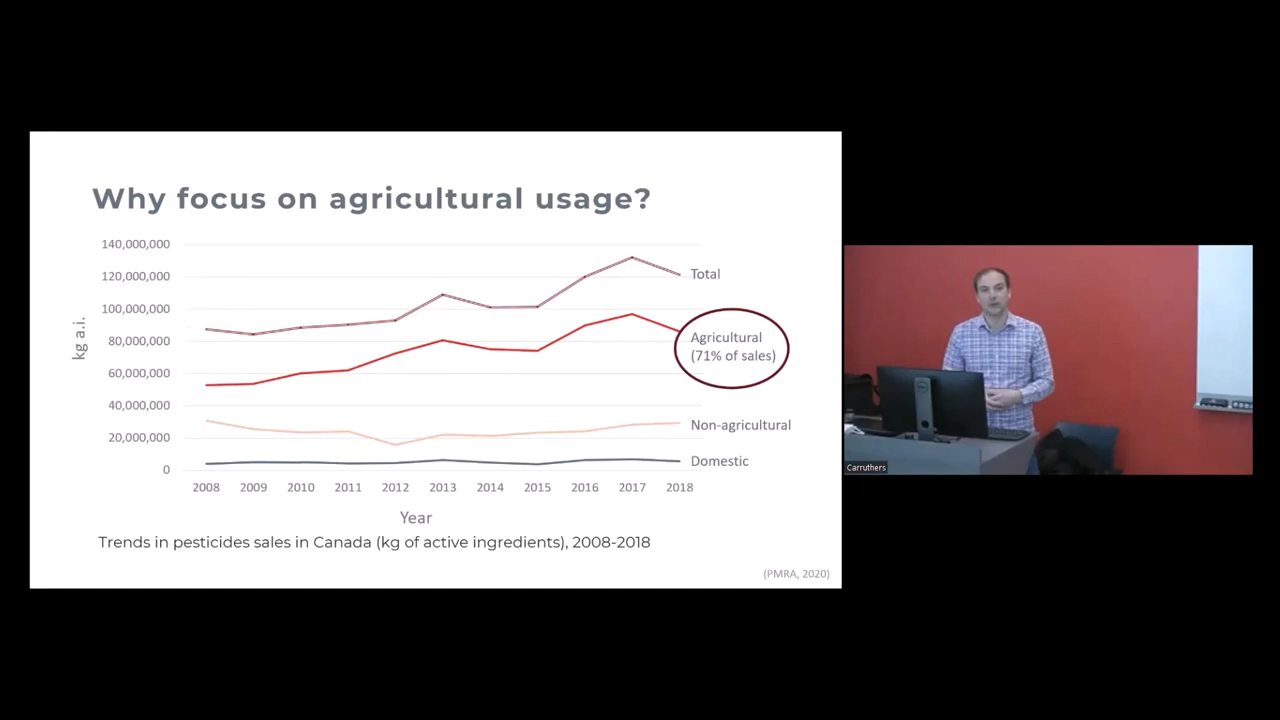 Why focus on agricultural usage?
140,000,000
120,000,000
100,000,000
80,000,000
60,000,000
40,000,000
20,000,000
0
kg a.i.
Total
Agricultural
(71% of sales)
Non-agricultural
Domestic
2008 2009 2010 2011 2012 2013 2014 2015 2016 2017 2018
Year
Trends in pesticides sales in Canada (kg of active ingredients), 2008-2018
(PMRA, 2020)
Carruthers